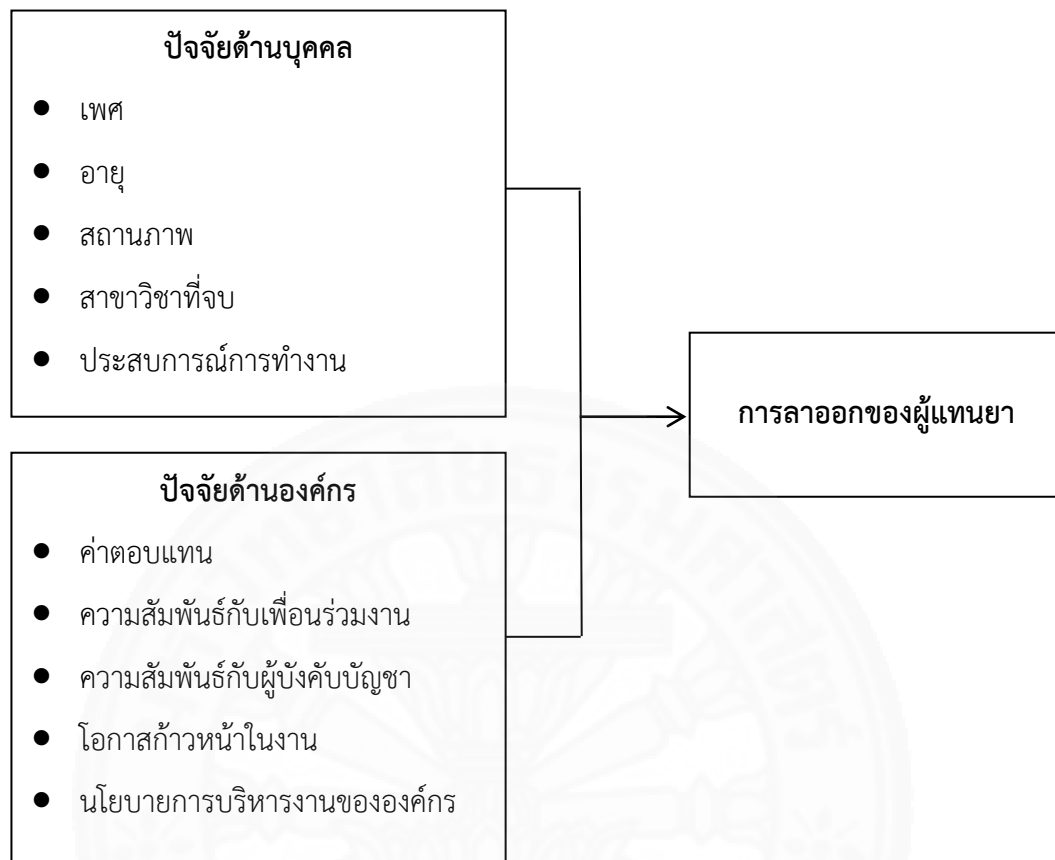 ปัจจัยด้านบุคคล
● เพศ
● อายุ
● สถานภาพ
● สาขาวิชาที่จบ
● ประสบการณ์การทำงาน
การลาออกของผู้แทนยา
ปัจจัยด้านองค์กร
● ค่าตอบแทน
● ความสัมพันธ์กับเพื่อนร่วมงาน
● ความสัมพันธ์กับผู้บังคับบัญชา
● โอกาสก้าวหน้าในงาน
● นโยบายการบริหารงานขององค์กร